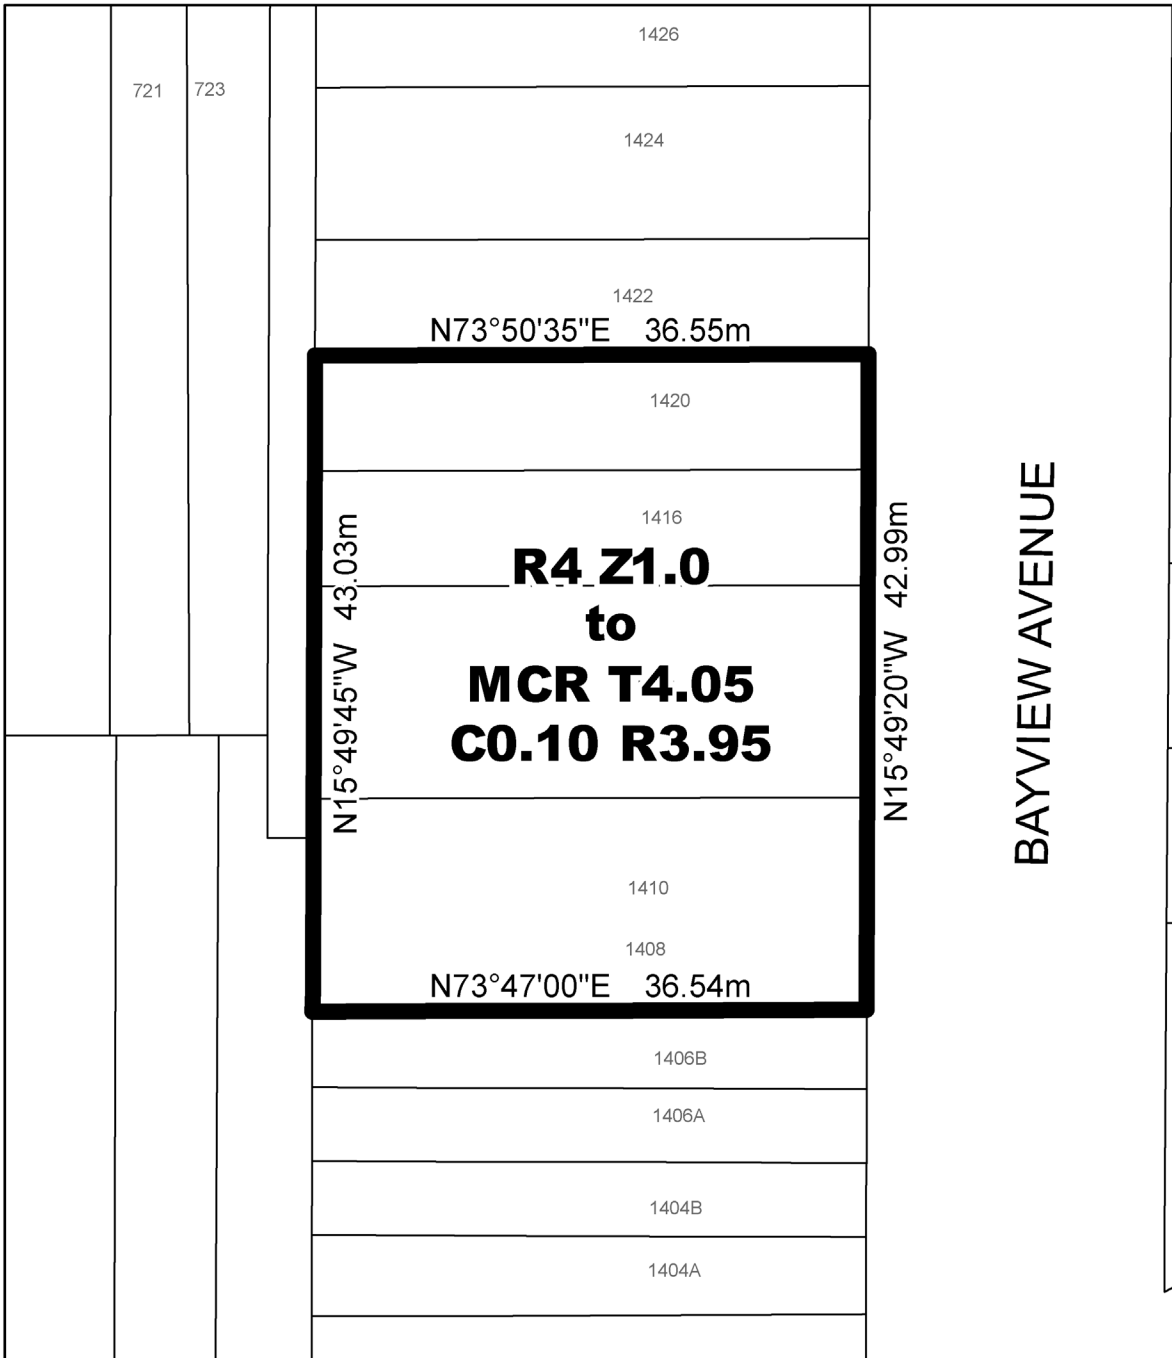 1426
721
723
1424
1422
N73°50'35"E 36.55m
1420
1416
R4 Z1.0
to
MCR T4.05
C0.10 R3.95
N15°49'45"W 43.03m
N15°49'20"W 42.99m
BAYVIEW AVENUE
1410
1408
N73°47'00"E 36.54m
1406B
1406A
1404B
1404A